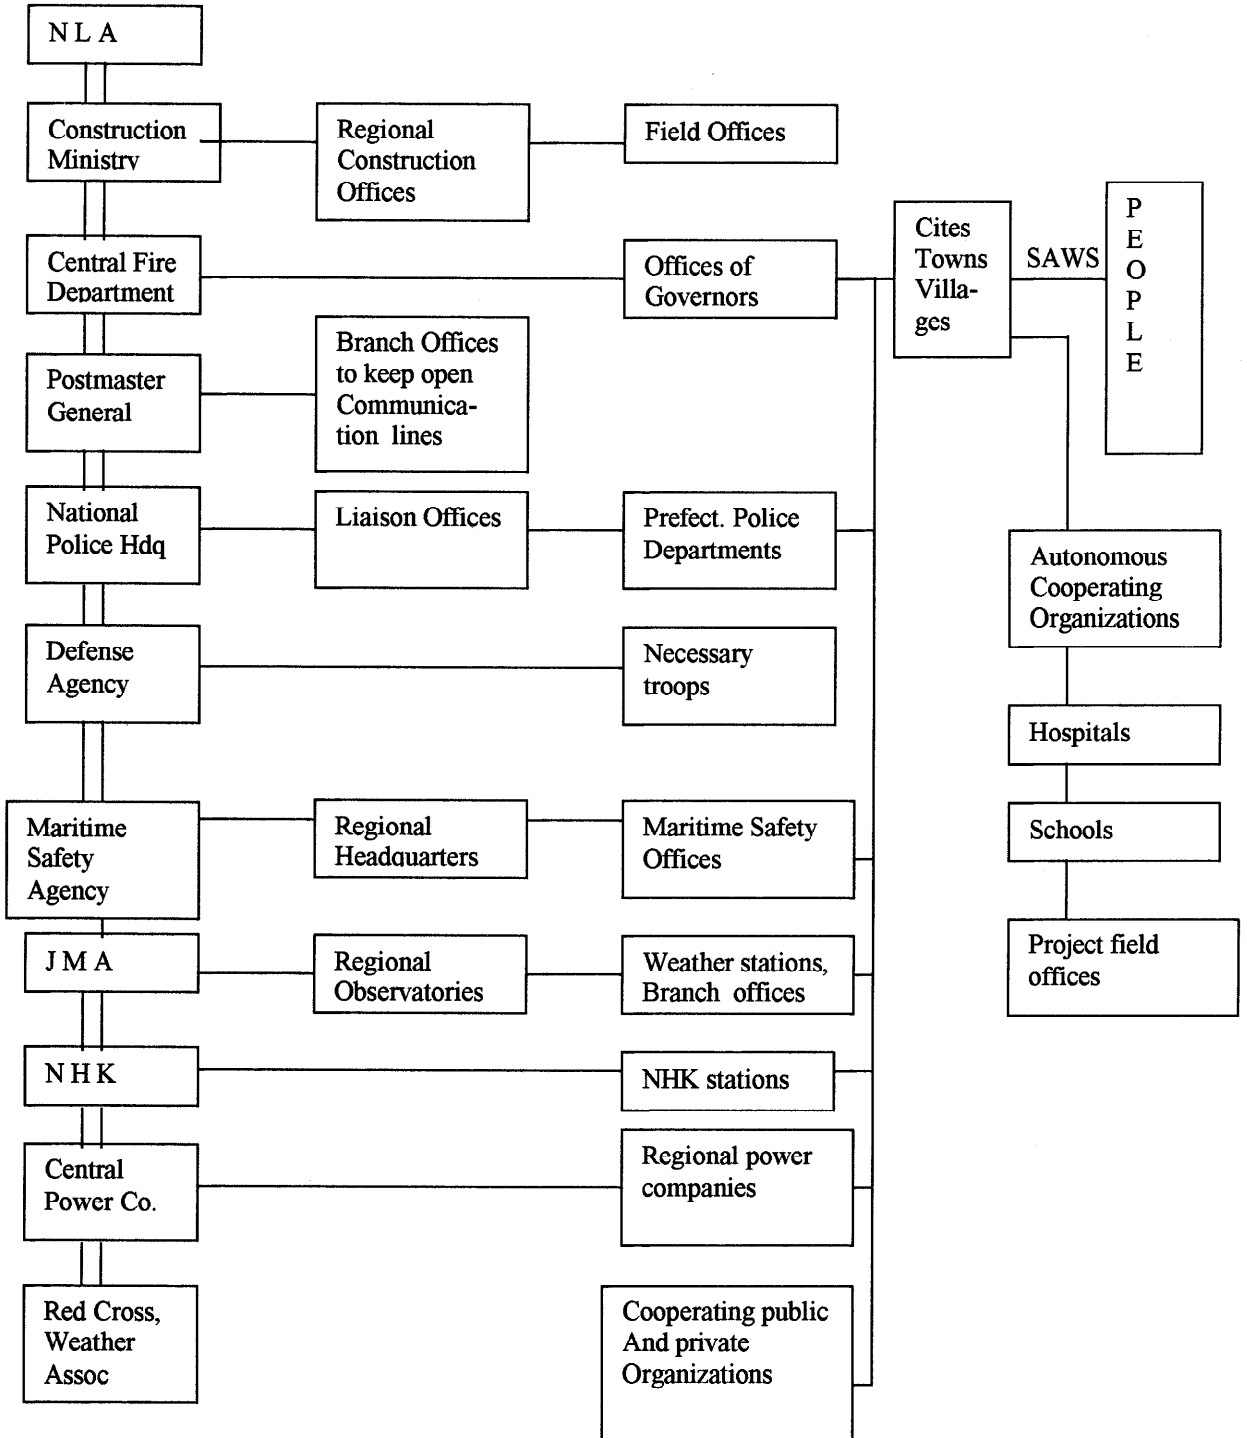 N L A
Construction
Ministry
Regional
Construction
Offices
Field Offices
Central Fire
Department
Offices of
Governors
Cites
Towns
Villa-
ges
SAWS
P
E
O
P
L
E
Postmaster
General
Branch Offices
to keep open
Communica-
tion lines
National
Police Hdq
Liaison Offices
Prefect. Police
Departments
Autonomous
Cooperating
Organizations
Defense
Agency
Necessary
troops
Hospitals
Maritime
Safety
Agency
Regional
Headquarters
Maritime Safety
Offices
Schools
J M A
Regional
Observatories
Weather stations,
Branch offices
Project field
offices
N H K
NHK stations
Central
Power Co.
Regional power
companies
Red Cross,
Weather
Assoc
Cooperating public
And private
Organizations